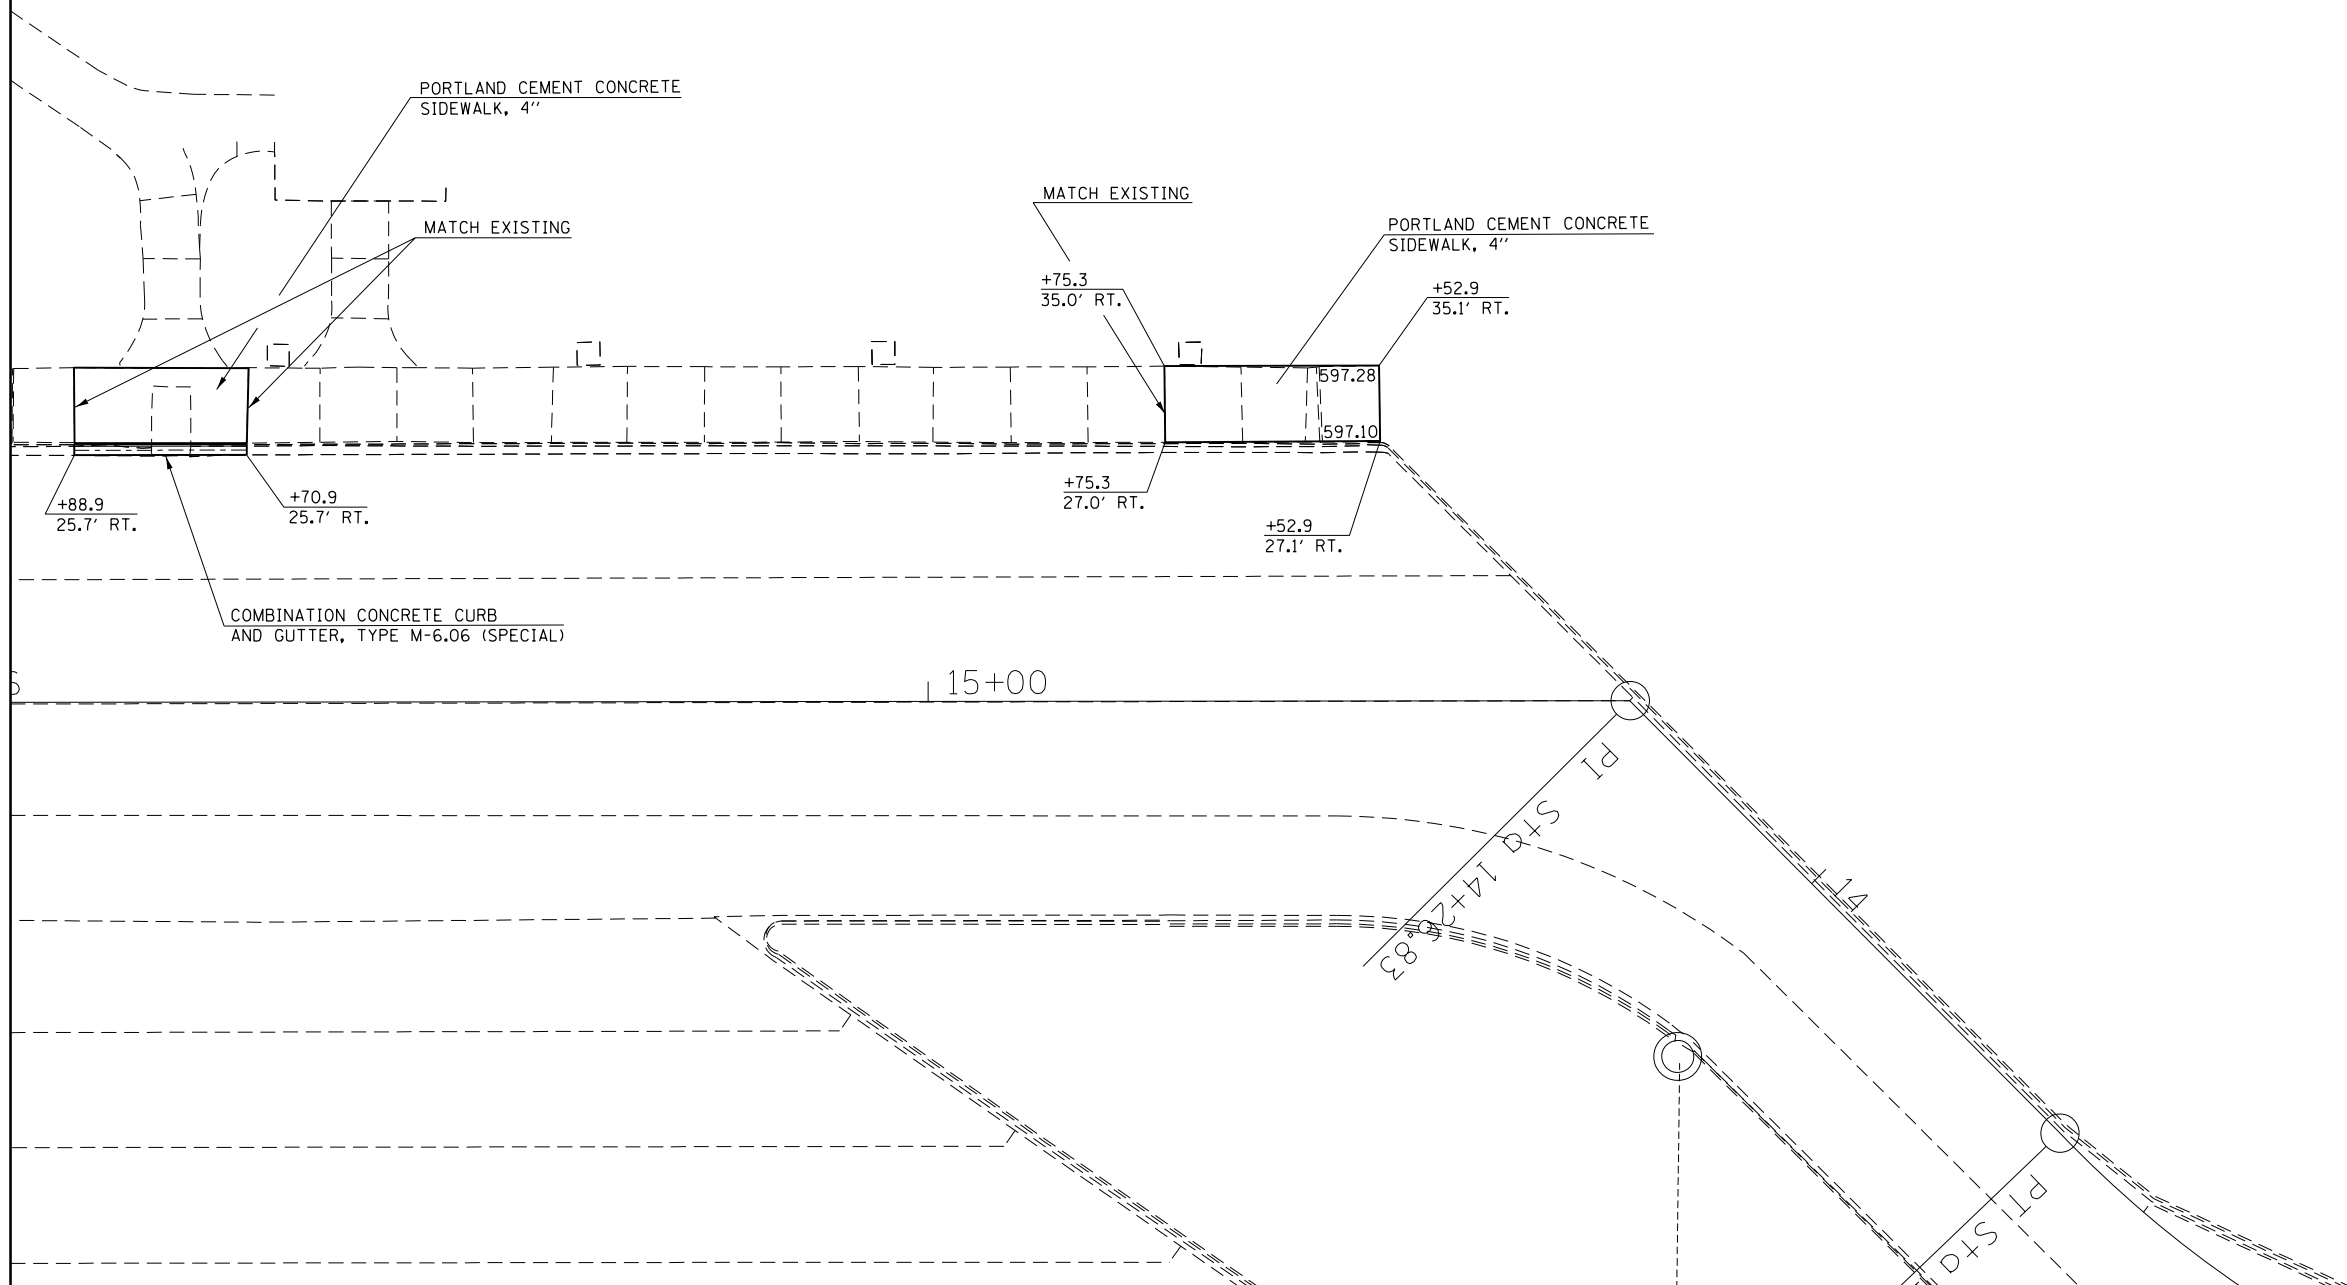 PORTLAND CEMENT CONCRETE
SIDEWALK, 4''
MATCH EXISTING
MATCH EXISTING
PORTLAND CEMENT CONCRETE
SIDEWALK, 4''
+75.3
35.0' RT.
+52.9
35.1' RT.
597.28
597.10
+88.9
25.7' RT.
+70.9
25.7' RT.
+75.3
27.0' RT.
+52.9
27.1' RT.
COMBINATION CONCRETE CURB
AND GUTTER, TYPE M-6.06 (SPECIAL)
15+00
PI Sta 14+26.83
14
PI Sta